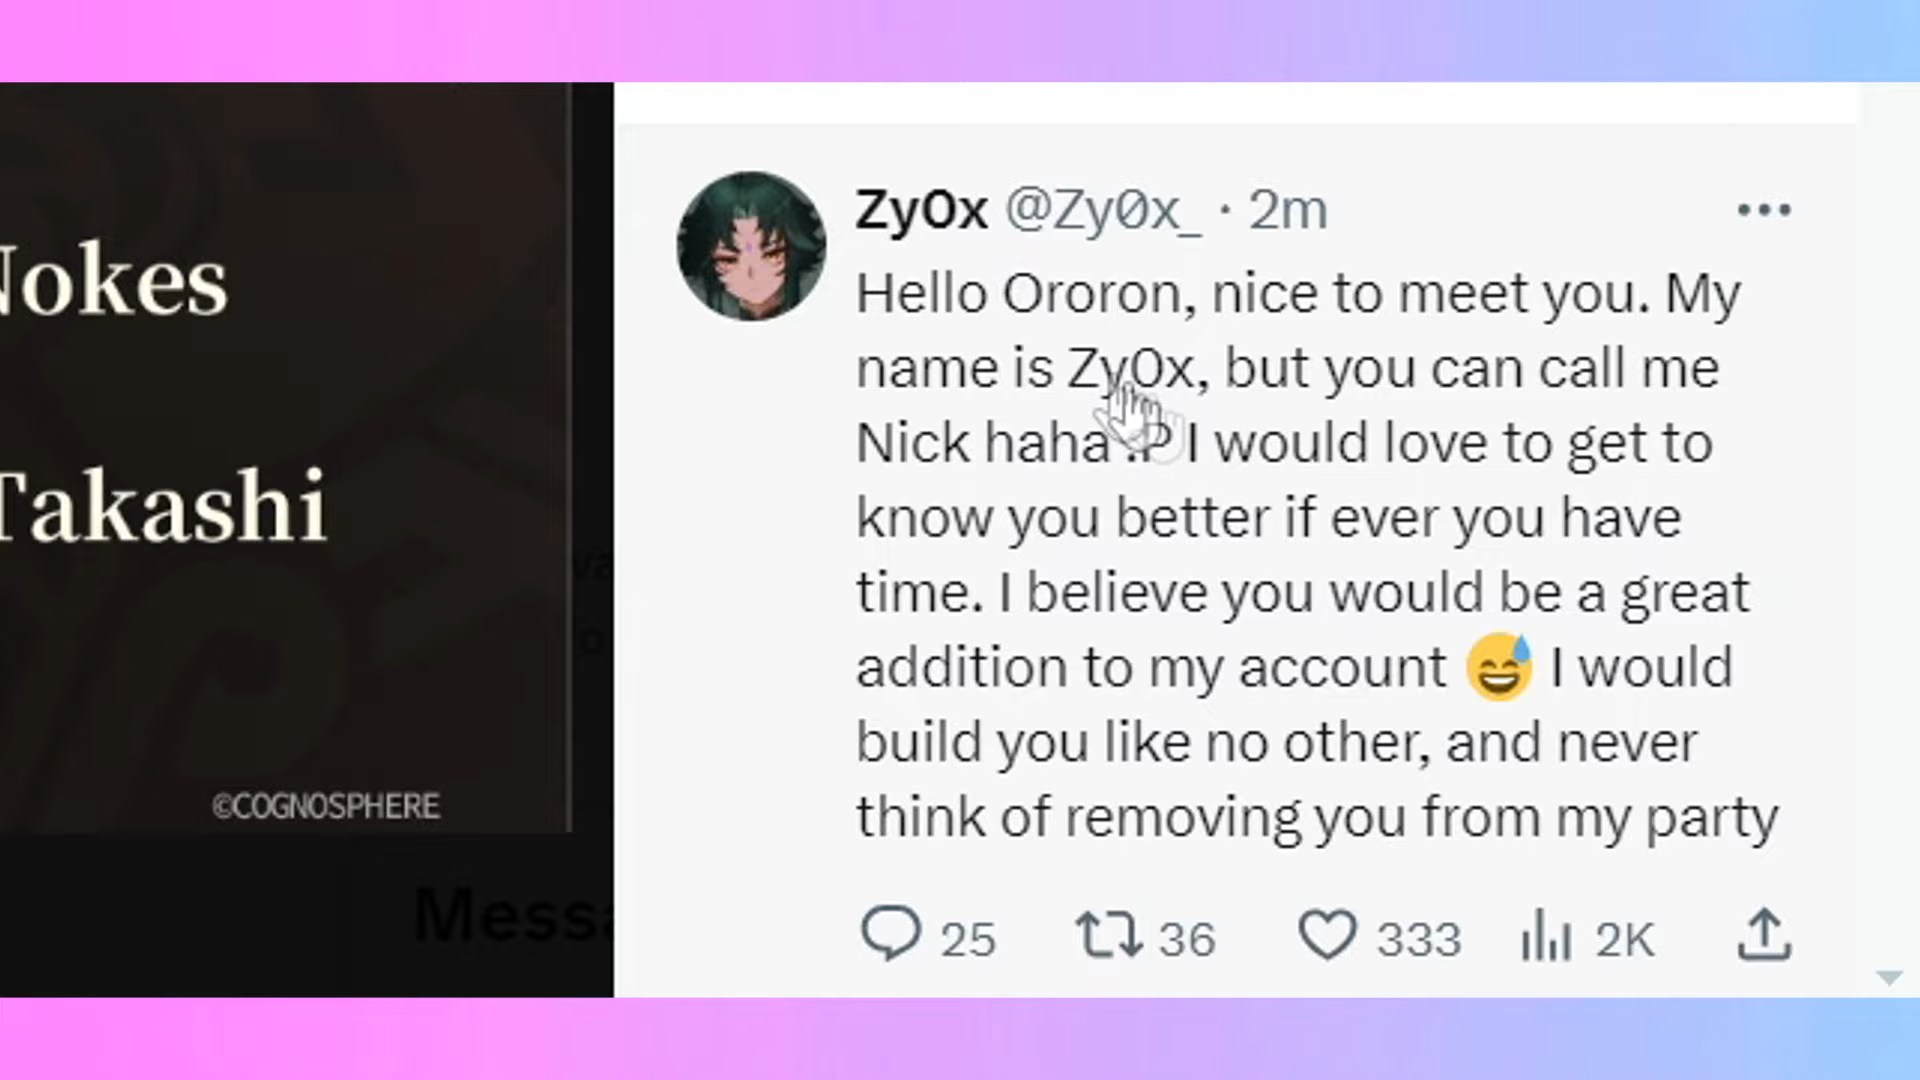 Nokes
Takashi
©COGNOSPHERE
Messa
ZyOx @Zy0x_ · 2m
Hello Ororon, nice to meet you. My
name is ZyOx, but you can call me
Nick haha :P I would love to get to
know you better if ever you have
time. I believe you would be a great
addition to my account 😅 I would
build you like no other, and never
think of removing you from my party
25 36 333 2K